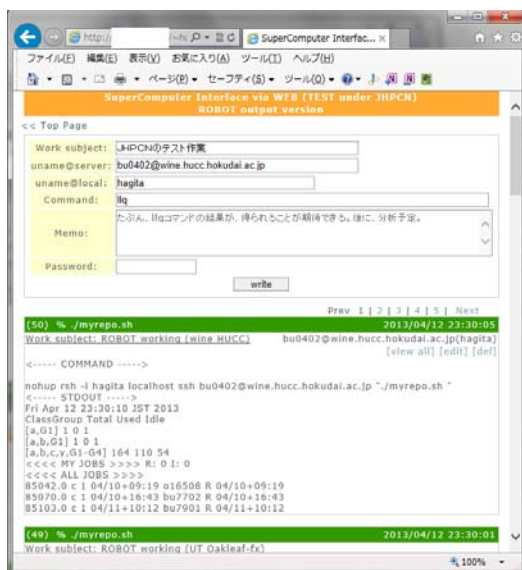 http://
SuperComputer Interfac... ×
ファイル(F) 編集(E) 表示(V) お気に入り(A) ツール(T) ヘルプ(H)
ページ(P) セーフティ(S) ツール(O)
SuperComputer Interface via WEB (TEST under JHPCN)
ROBOT output version
<< Top Page
Work subject: JHPCNのテスト作業
uname@server: bu0402@wine.hucc.hokudai.ac.jp
uname@local: hagita
Command: llq
Memo: たぶん、llqコマンドの結果が、得られることが期待できる。後に、分析予定。
Password:
write
Prev 1 | 2 | 3 | 4 | 5 | Next
(50) % ./myrepo.sh 2013/04/12 23:30:05
Work subject: ROBOT working (wine HUCC) bu0402@wine.hucc.hokudai.ac.jp(hagita)
[view all] [edit] [del]
<----- COMMAND ----->
nohup rsh -l hagita localhost ssh bu0402@wine.hucc.hokudai.ac.jp "./myrepo.sh "
<----- STDOUT ----->
Fri Apr 12 23:30:10 JST 2013
ClassGroup Total Used Idle
[a,G1] 1 0 1
[a,b,G1] 1 0 1
[a,b,c,y,G1-G4] 164 110 54
<<<< MY JOBS >>>> R: 0 I: 0
<<<< ALL JOBS >>>>
85042.0 c 1 04/10+09:19 o16508 R 04/10+09:19
85070.0 c 1 04/10+16:43 bu7702 R 04/10+16:43
85103.0 c 1 04/11+10:12 bu7901 R 04/11+10:12
(49) % ./myrepo.sh 2013/04/12 23:30:01
Work subject: ROBOT working (UT Oakleaf-fx)
100%